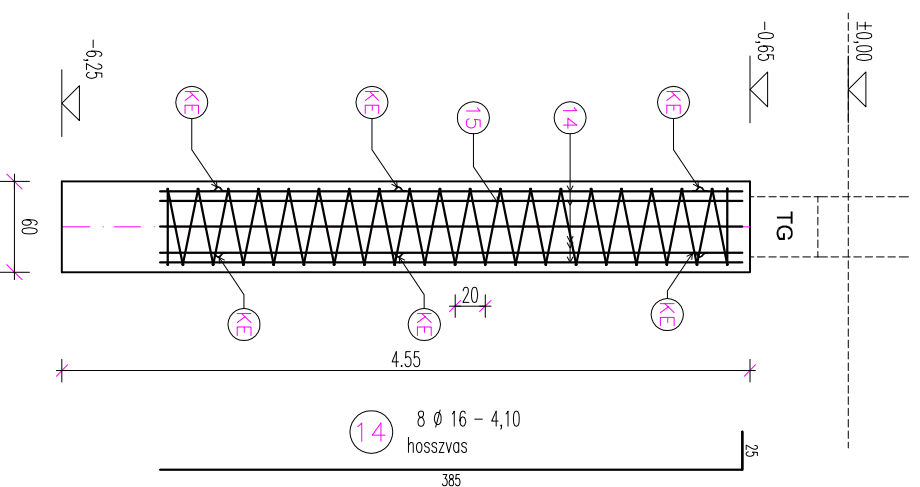 ±0,00
-0,65
-6,25
KE
KE
15
14
KE
TG
60
KE
KE
KE
20
4.55
14
8 Ø 16 - 4,10
hosszvas
25
385